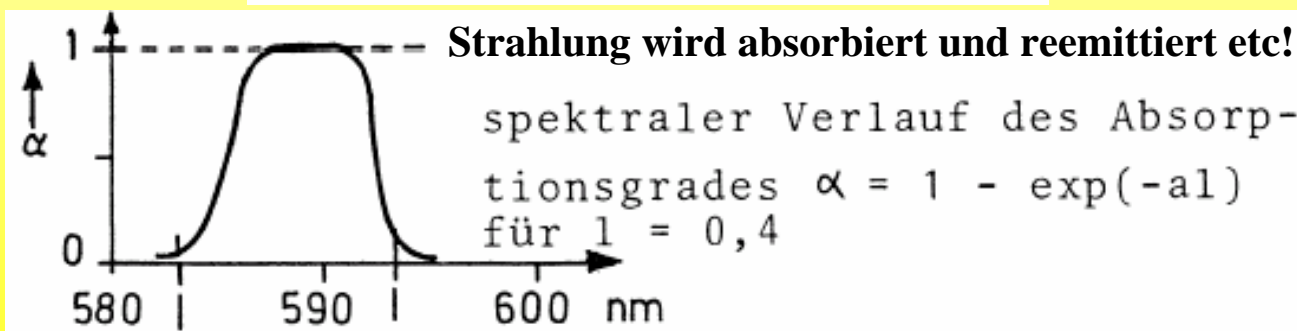 1
Strahlung wird absorbiert und reemittiert etc!
α
spektraler Verlauf des Absorp-
tionsgrades α = 1 - exp(-al)
für l = 0,4
0
580 590 600 nm